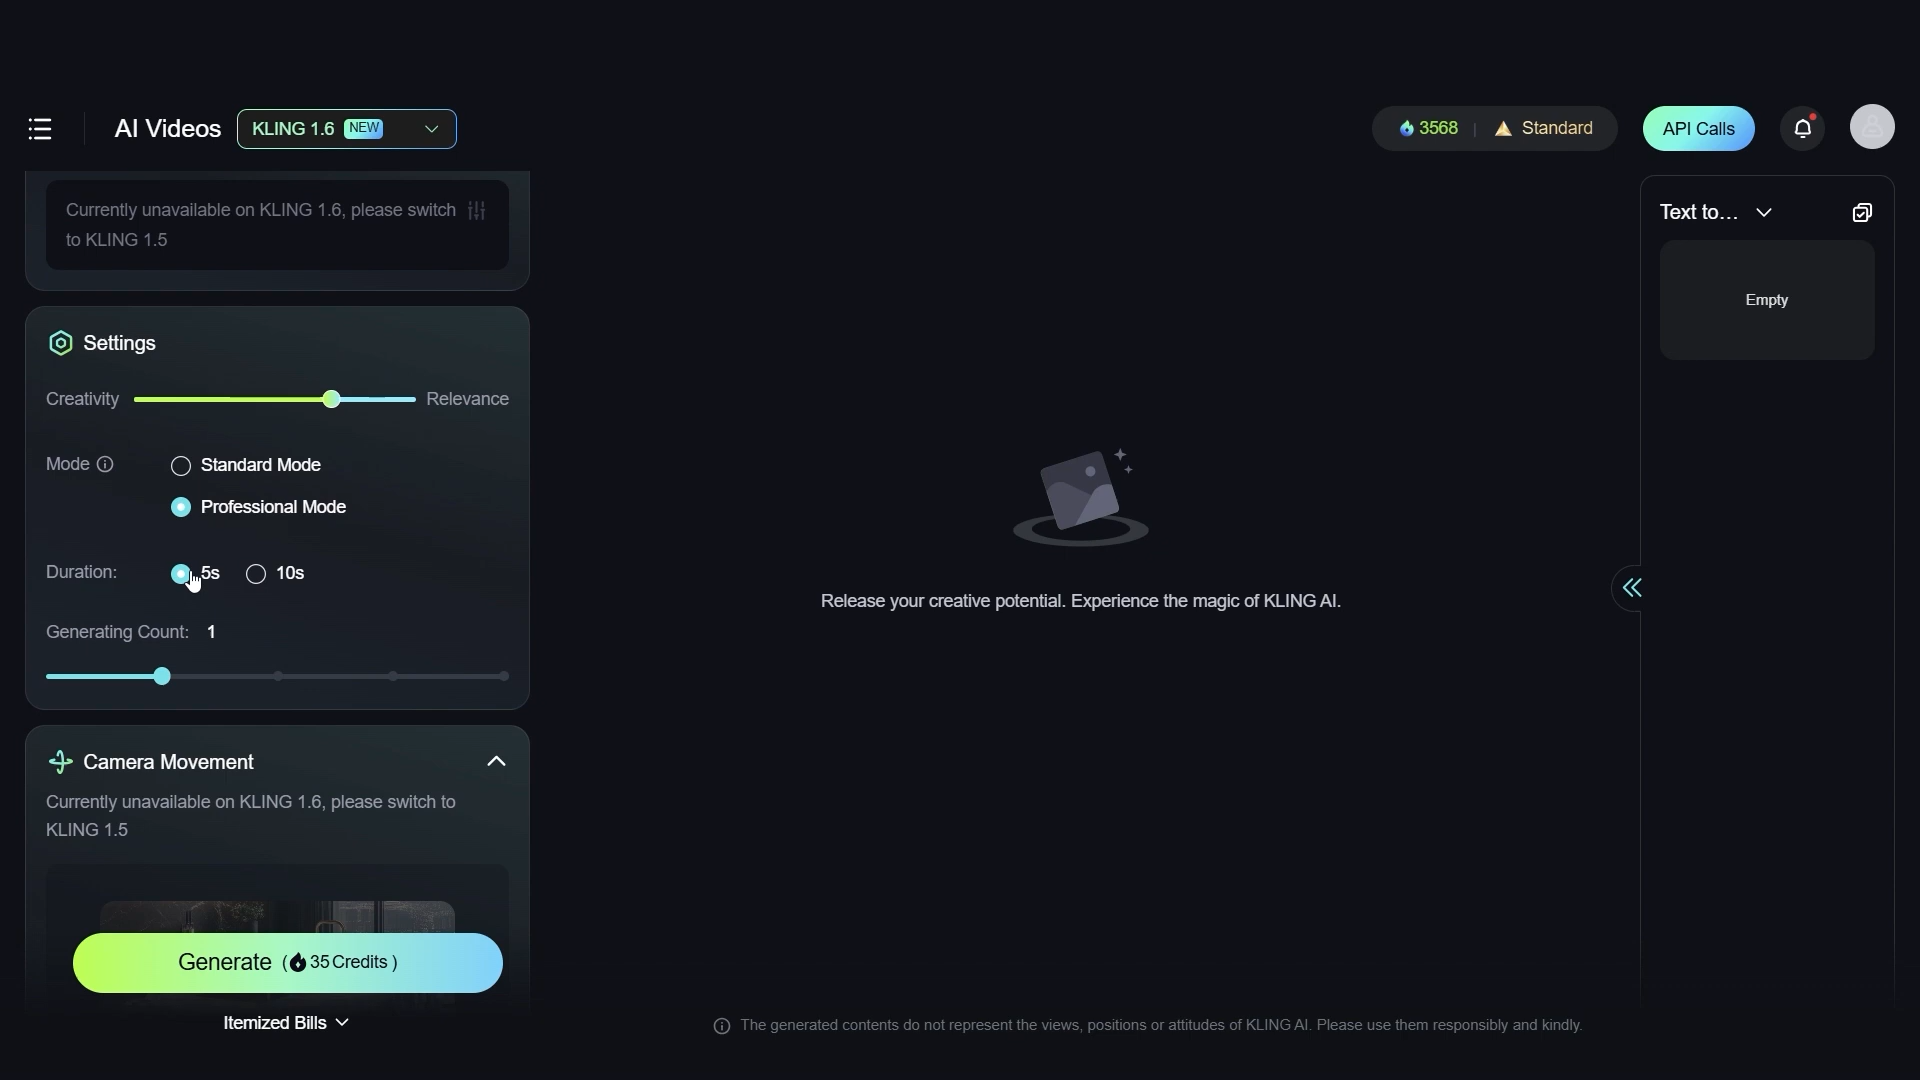 AI Videos KLING 1.6 NEW
3568 | Standard
API Calls
Currently unavailable on KLING 1.6, please switch
to KLING 1.5
Settings
Creativity Relevance
Mode Standard Mode
Professional Mode
Duration: 5s 10s
Generating Count: 1
Camera Movement
Currently unavailable on KLING 1.6, please switch to
KLING 1.5
Generate ( 35 Credits )
Itemized Bills
Release your creative potential. Experience the magic of KLING AI.
The generated contents do not represent the views, positions or attitudes of KLING AI. Please use them responsibly and kindly.
Text to...
Empty